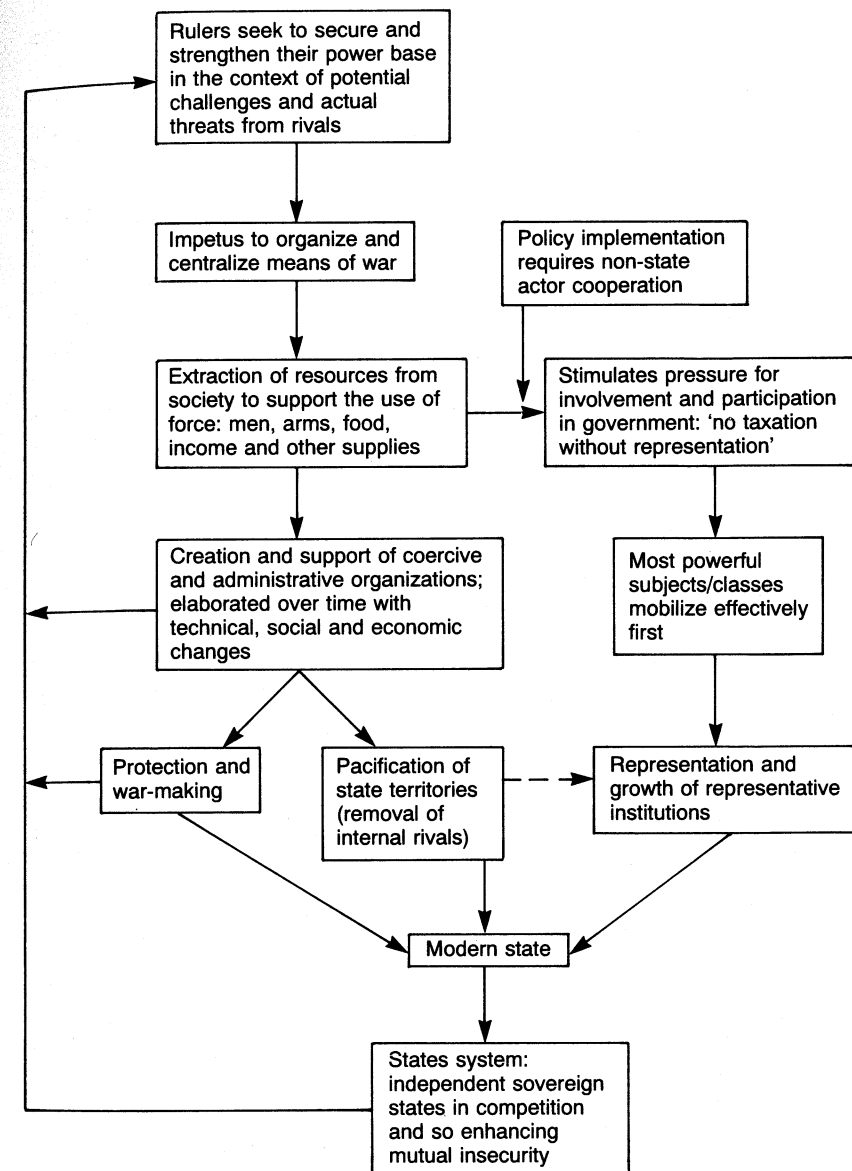 Rulers seek to secure and
strengthen their power base
in the context of potential
challenges and actual
threats from rivals
Impetus to organize and
centralize means of war
Policy implementation
requires non-state
actor cooperation
Extraction of resources from
society to support the use of
force: men, arms, food,
income and other supplies
Stimulates pressure for
involvement and participation
in government: ‘no taxation
without representation’
Creation and support of coercive
and administrative organizations;
elaborated over time with
technical, social and economic
changes
Most powerful
subjects/classes
mobilize effectively
first
Protection and
war-making
Pacification of
state territories
(removal of
internal rivals)
Representation and
growth of representative
institutions
Modern state
States system:
independent sovereign
states in competition
and so enhancing
mutual insecurity